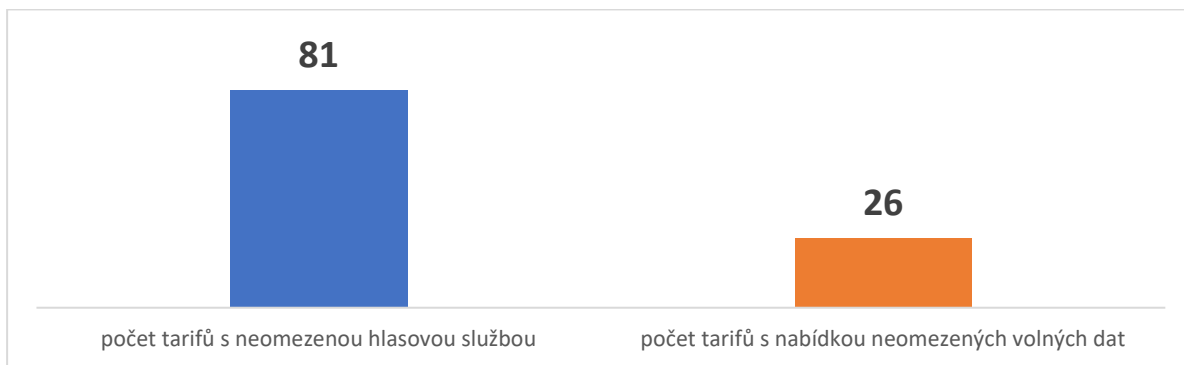 81
26
počet tarifů s neomezenou hlasovou službou
počet tarifů s nabídkou neomezených volných dat